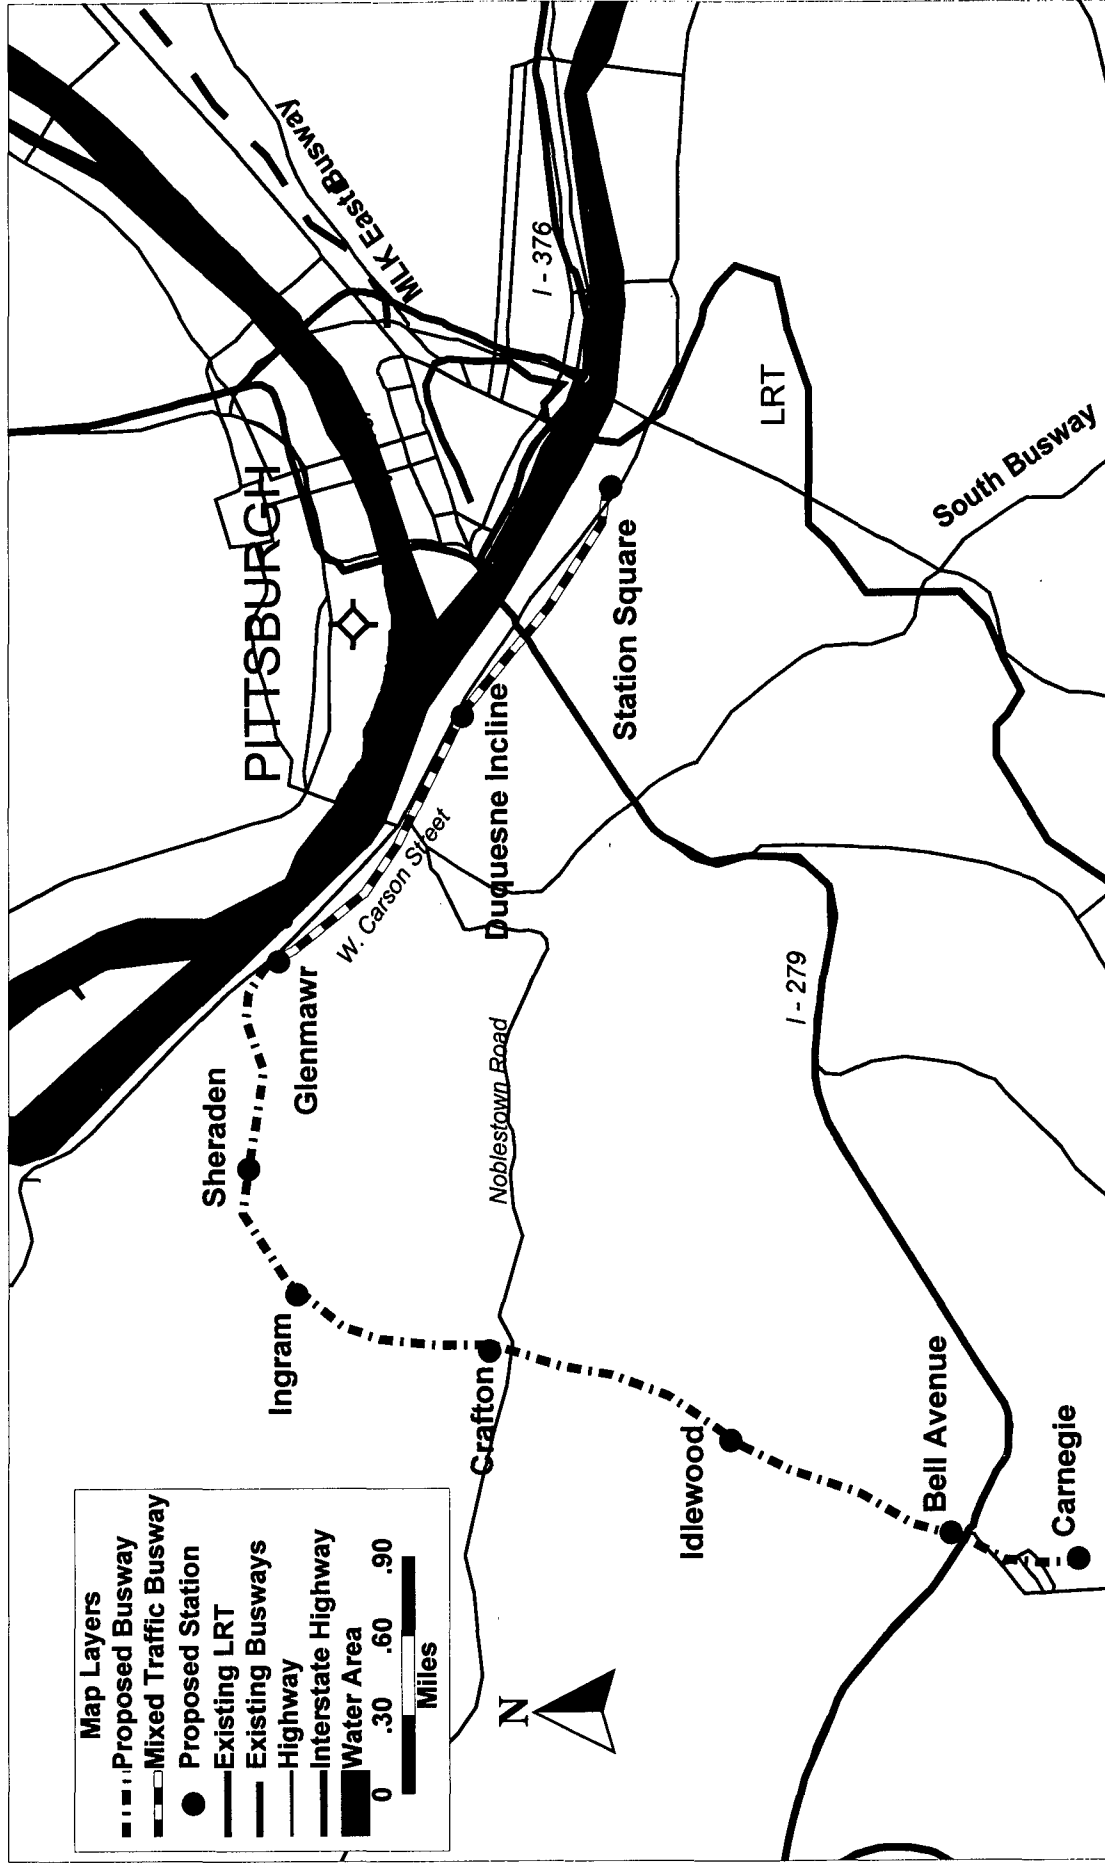 Map Layers
Proposed Busway
Mixed Traffic Busway
Proposed Station
Existing LRT
Existing Busways
Highway
Interstate Highway
Water Area
0 .30 .60 .90
Miles
N
PITTSBURGH
MLK East Busway
I - 376
LRT
South Busway
Station Square
Duquesne Incline
W. Carson Street
Glenmawr
Sheraden
Ingram
Noblestown Road
Crafton
I - 279
Idlewood
Bell Avenue
Carnegie